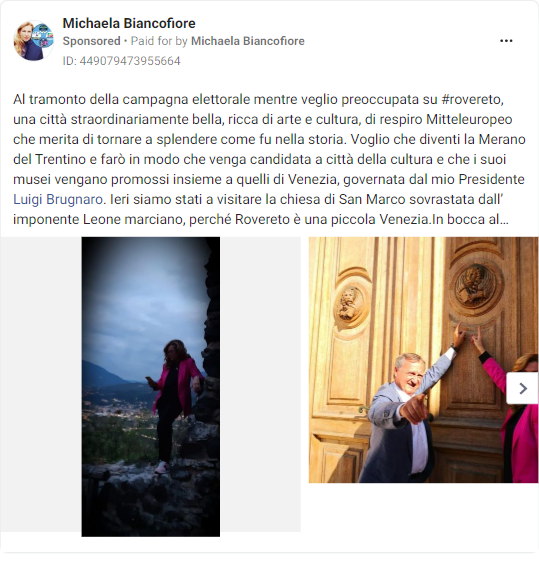 Michaela Biancofiore
Sponsored • Paid for by Michaela Biancofiore
ID: 449079473955664
Al tramonto della campagna elettorale mentre veglio preoccupata su #rovereto,
una città straordinariamente bella, ricca di arte e cultura, di respiro Mitteleuropeo
che merita di tornare a splendere come fu nella storia. Voglio che diventi la Merano
del Trentino e farò in modo che venga candidata a città della cultura e che i suoi
musei vengano promossi insieme a quelli di Venezia, governata dal mio Presidente
Luigi Brugnaro. Ieri siamo stati a visitare la chiesa di San Marco sovrastata dall’
imponente Leone marciano, perché Rovereto è una piccola Venezia.In bocca al...